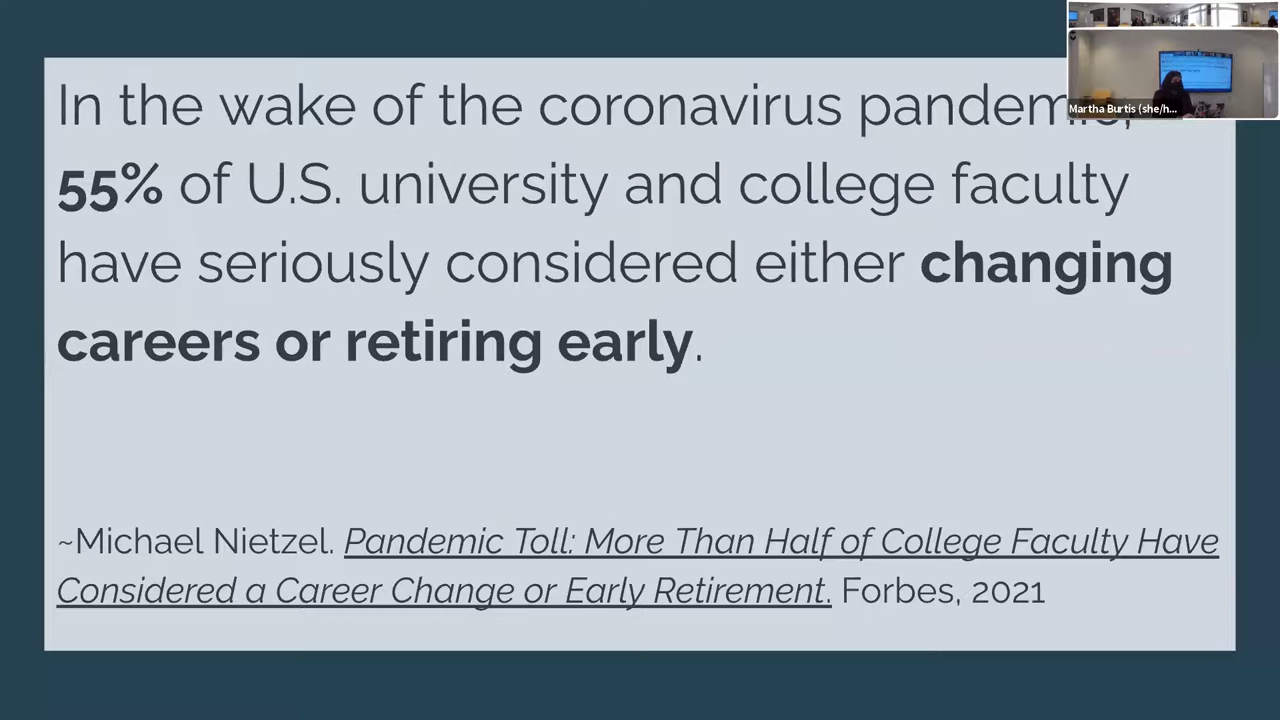 In the wake of the coronavirus pandemic,
55% of U.S. university and college faculty
have seriously considered either changing
careers or retiring early.
~Michael Nietzel. Pandemic Toll: More Than Half of College Faculty Have
Considered a Career Change or Early Retirement. Forbes, 2021
Martha Burtis (she/h...